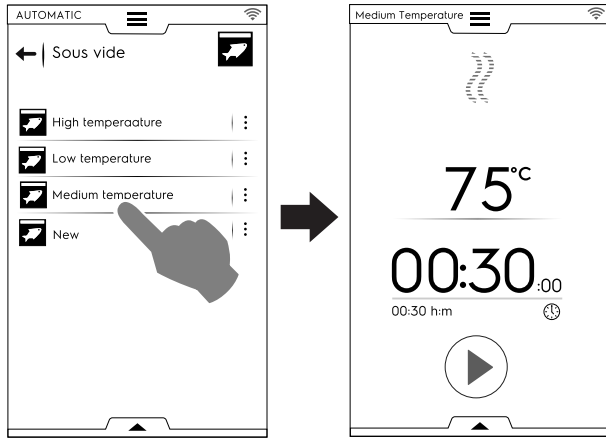 AUTOMATIC
Sous vide
High temperaature
Low temperature
Medium temperature
New
Medium Temperature
75°C
00:30:00
00:30 h:m